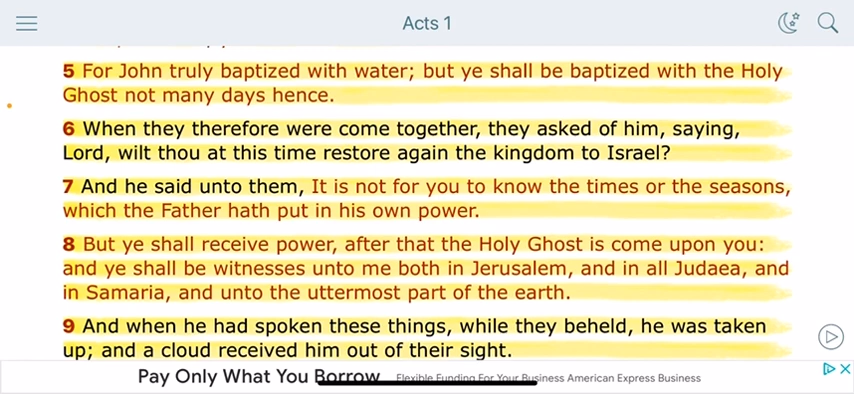 Acts 1
5 For John truly baptized with water; but ye shall be baptized with the Holy
Ghost not many days hence.
6 When they therefore were come together, they asked of him, saying,
Lord, wilt thou at this time restore again the kingdom to Israel?
7 And he said unto them, It is not for you to know the times or the seasons,
which the Father hath put in his own power.
8 But ye shall receive power, after that the Holy Ghost is come upon you:
and ye shall be witnesses unto me both in Jerusalem, and in all Judaea, and
in Samaria, and unto the uttermost part of the earth.
9 And when he had spoken these things, while they beheld, he was taken
up; and a cloud received him out of their sight.
Pay Only What You Borrow Flexible Funding For Your Business American Express Business